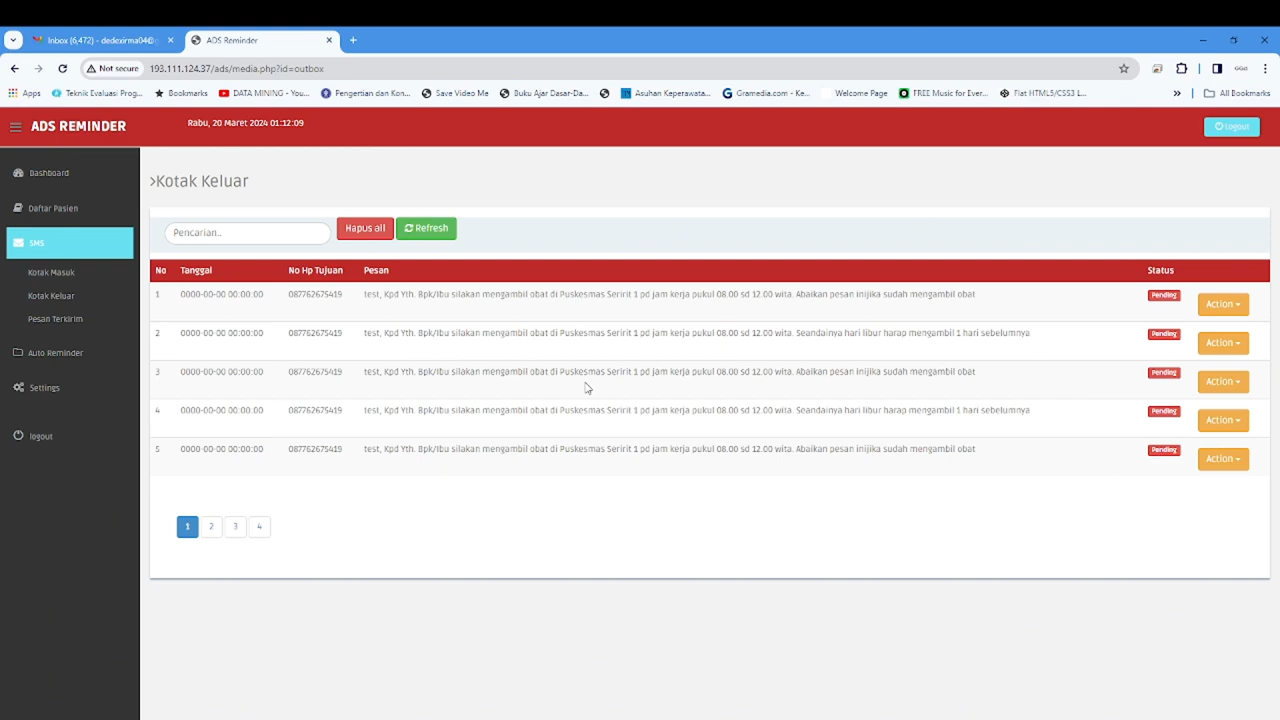 Inbox (6,472) - dedexirma04@
ADS Reminder
Not secure 193.111.124.37/ads/media.php?id=outbox
Apps Teknik Evaluasi Prog... Bookmarks DATA MINING - You... Pengertian dan Kon... Save Video Me Buku Ajar Dasar-Da... Asuhan Keperawata... Gramedia.com - Ke... Welcome Page FREE Music for Ever... Flat HTML5/CSS3 L... » All Bookmarks
ADS REMINDER
Rabu, 20 Maret 2024 01:12:09
Logout
Dashboard
Daftar Pasien
SMS
Kotak Masuk
Kotak Keluar
Pesan Terkirim
Auto Reminder
Settings
logout
>Kotak Keluar
Pencarian.. Hapus all Refresh
No Tanggal No Hp Tujuan Pesan Status
1 0000-00-00 00:00:00 087762675419 test, Kpd Yth. Bpk/Ibu silakan mengambil obat di Puskesmas Seririt 1 pd jam kerja pukul 08.00 sd 12.00 wita. Abaikan pesan inijika sudah mengambil obat Pending Action
2 0000-00-00 00:00:00 087762675419 test, Kpd Yth. Bpk/Ibu silakan mengambil obat di Puskesmas Seririt 1 pd jam kerja pukul 08.00 sd 12.00 wita. Seandainya hari libur harap mengambil 1 hari sebelumnya Pending Action
3 0000-00-00 00:00:00 087762675419 test, Kpd Yth. Bpk/Ibu silakan mengambil obat di Puskesmas Seririt 1 pd jam kerja pukul 08.00 sd 12.00 wita. Abaikan pesan inijika sudah mengambil obat Pending Action
4 0000-00-00 00:00:00 087762675419 test, Kpd Yth. Bpk/Ibu silakan mengambil obat di Puskesmas Seririt 1 pd jam kerja pukul 08.00 sd 12.00 wita. Seandainya hari libur harap mengambil 1 hari sebelumnya Pending Action
5 0000-00-00 00:00:00 087762675419 test, Kpd Yth. Bpk/Ibu silakan mengambil obat di Puskesmas Seririt 1 pd jam kerja pukul 08.00 sd 12.00 wita. Abaikan pesan inijika sudah mengambil obat Pending Action
1 2 3 4